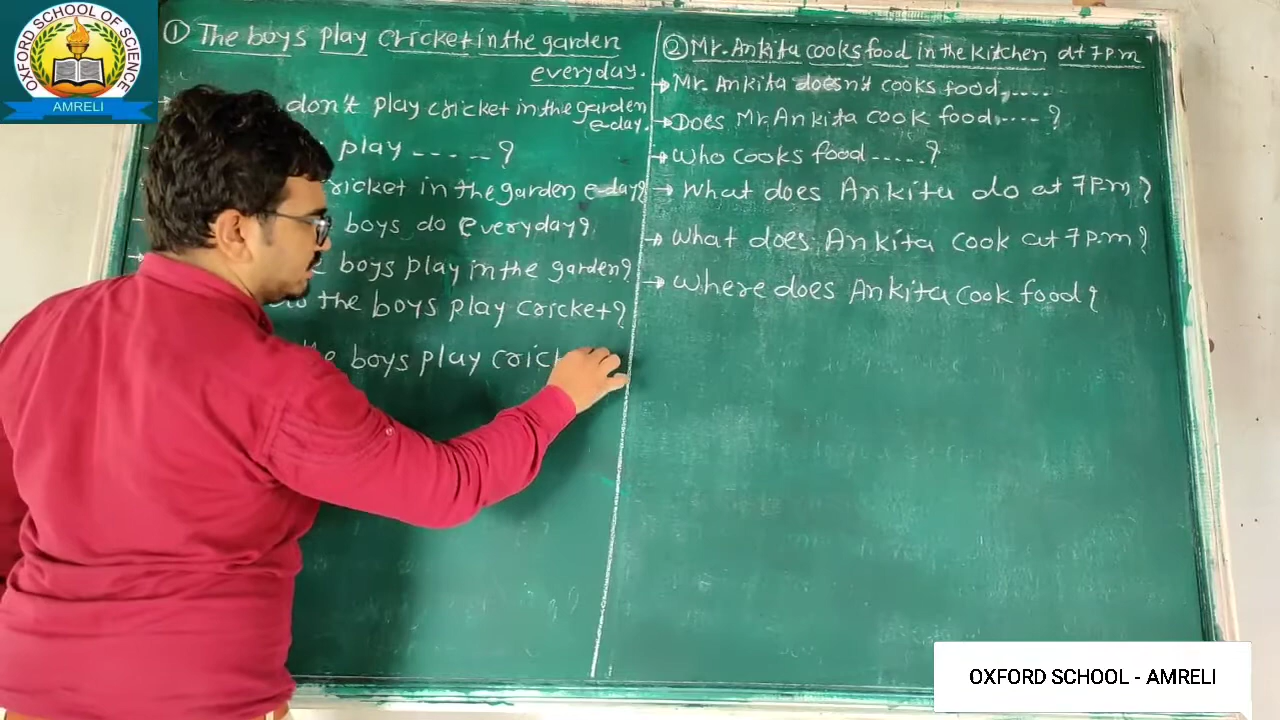 OXFORD SCHOOL OF SCIENCE
AMRELI
① The boys play cricket in the garden
everyday.
don't play cricket in the garden
e-day.
play -----?
ricket in the garden e-day?
boys do everyday?
boys play in the garden?
the boys play cricket?
boys play cric
② Mr. Ankita cooks food in the kitchen at 7 p.m
→ Mr. Ankita doesn't cooks food,.....
→ Does Mr. Ankita cook food,....?
→ Who cooks food.....?
→ What does Ankita do at 7 p.m?
→ What does Ankita cook at 7 p.m?
→ Where does Ankita cook food?
OXFORD SCHOOL - AMRELI